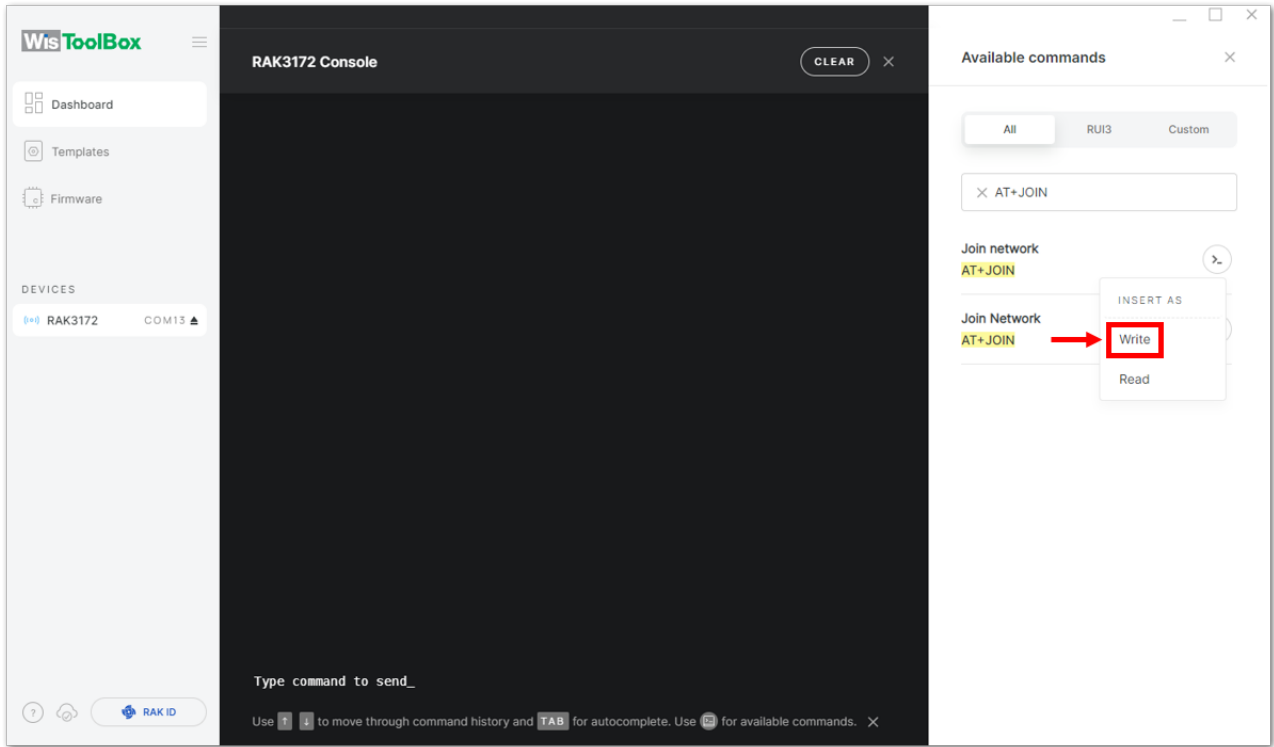 WisToolBox
Dashboard
Templates
Firmware
DEVICES
RAK3172 COM13
RAK ID
RAK3172 Console
CLEAR
Type command to send_
Use ↑ ↓ to move through command history and TAB for autocomplete. Use for available commands.
Available commands
All RUI3 Custom
AT+JOIN
Join network
AT+JOIN
INSERT AS
Write
Read
Join Network
AT+JOIN